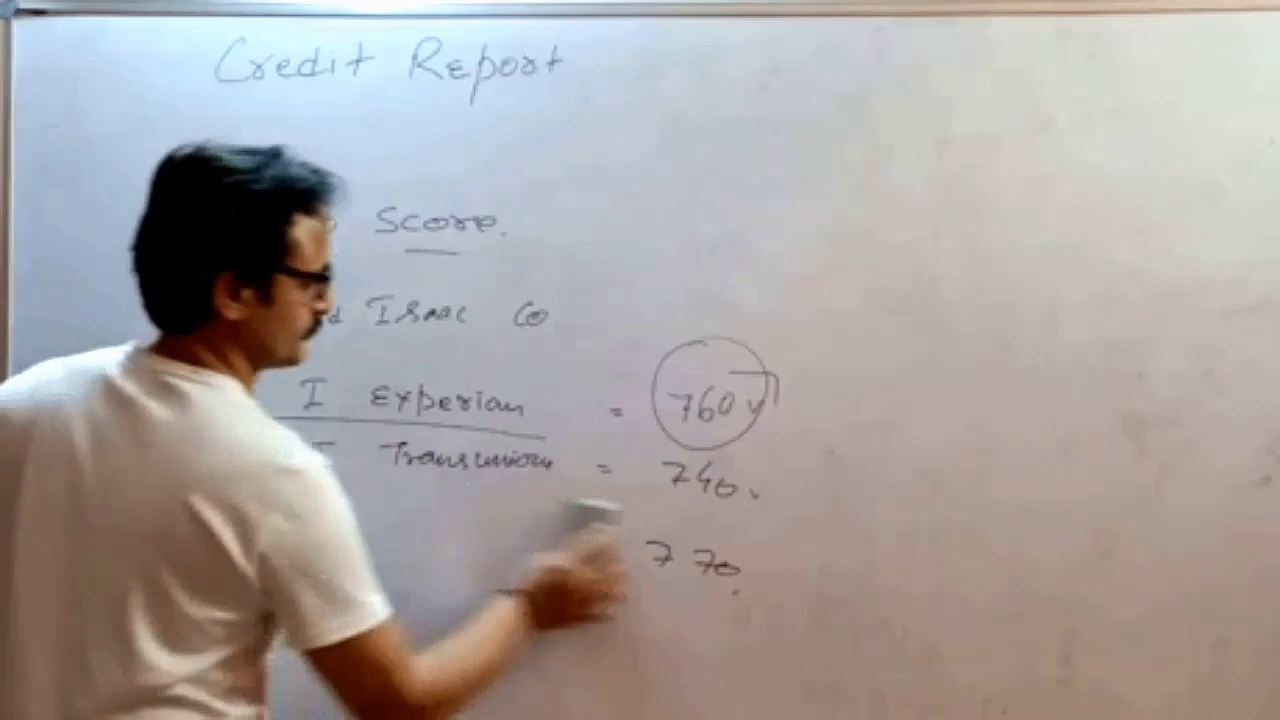 Credit Report
Score.
Isaac Co
I Experian = 760
Transunion = 740
770